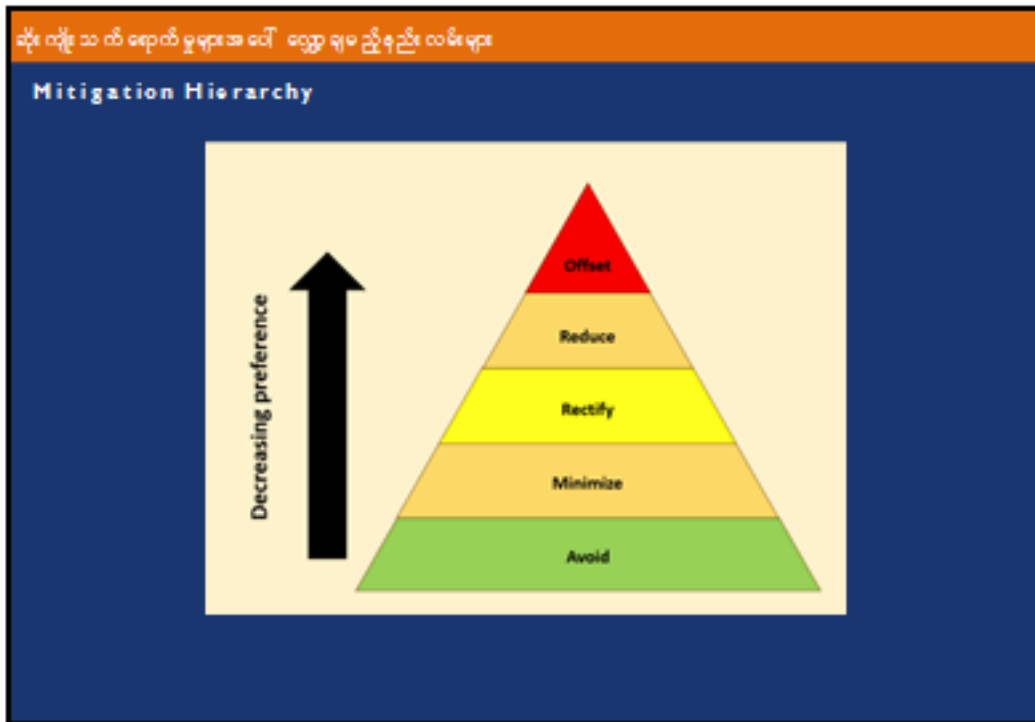 ဆိုးကျိုးသက်ရောက်မှုများအပေါ် လျှော့ချမည့်နည်းလမ်းများ
Mitigation Hierarchy
Offset
Reduce
Rectify
Minimize
Avoid
Decreasing preference